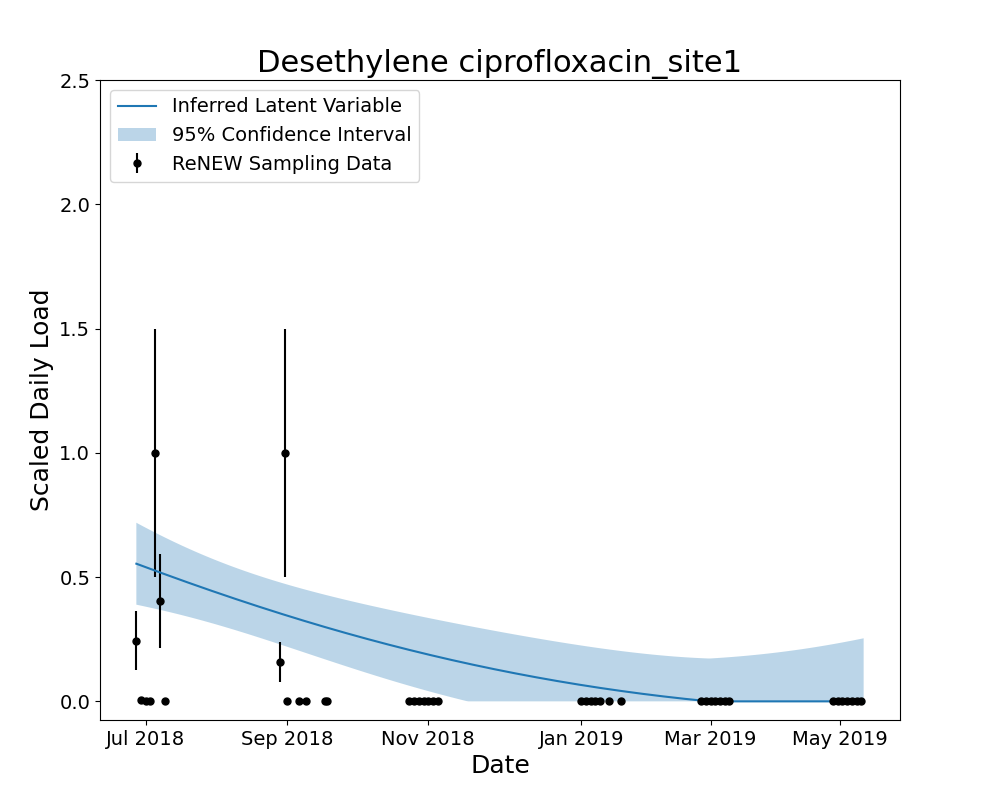 Desethylene ciprofloxacin_site1
2.5
2.0
1.5
1.0
0.5
0.0
Scaled Daily Load
Inferred Latent Variable
95% Confidence Interval
ReNEW Sampling Data
Jul 2018 Sep 2018 Nov 2018 Jan 2019 Mar 2019 May 2019
Date